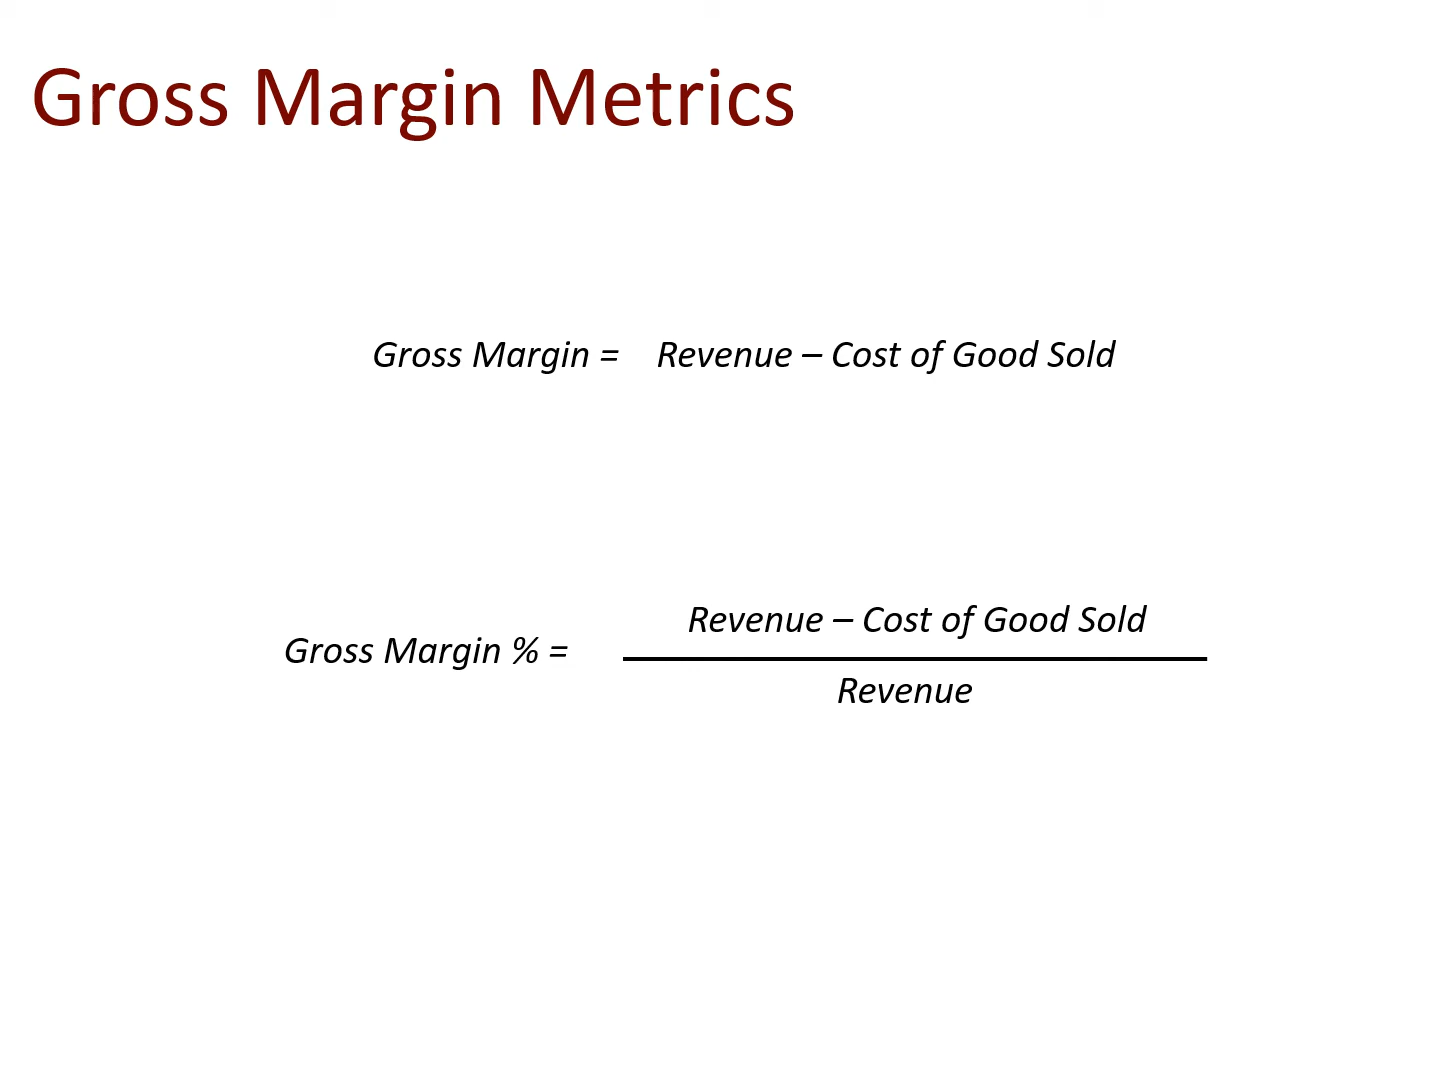 Gross Margin Metrics
Gross Margin = Revenue – Cost of Good Sold
Revenue – Cost of Good Sold
Gross Margin % =
Revenue